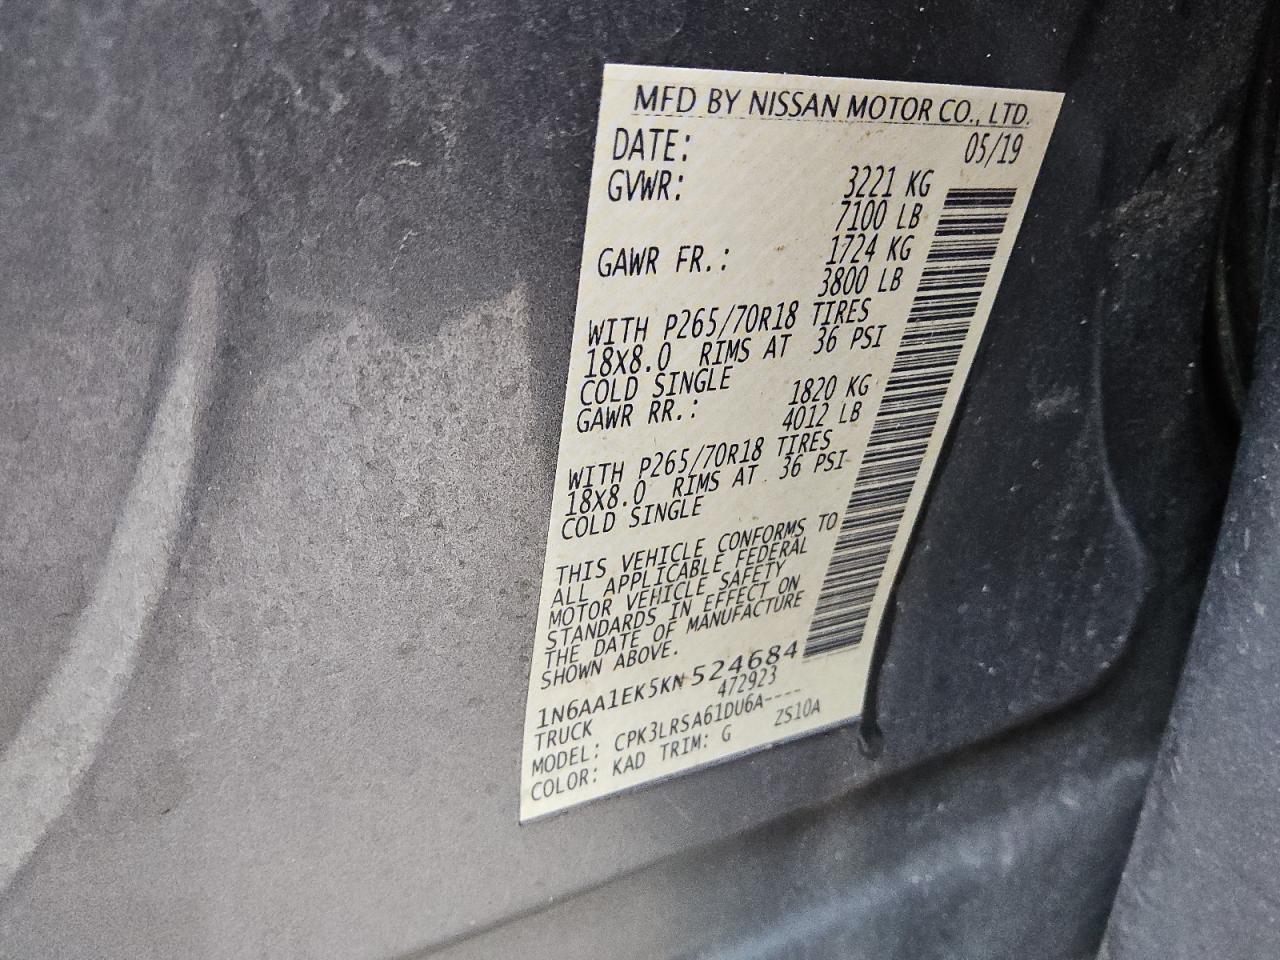 MFD BY NISSAN MOTOR CO., LTD.
DATE: 05/19
GVWR: 3221 KG
7100 LB
GAWR FR.: 1724 KG
3800 LB
WITH P265/70R18 TIRES
18X8.0 RIMS AT 36 PSI
COLD SINGLE
GAWR RR.: 1820 KG
4012 LB
WITH P265/70R18 TIRES
18X8.0 RIMS AT 36 PSI
COLD SINGLE
THIS VEHICLE CONFORMS TO
ALL APPLICABLE FEDERAL
MOTOR VEHICLE SAFETY
STANDARDS IN EFFECT ON
THE DATE OF MANUFACTURE
SHOWN ABOVE.
1N6AA1EK5KN524684
TRUCK 472923
MODEL: CPK3LRSA61DU6A----
COLOR: KAD TRIM: G ZS10A